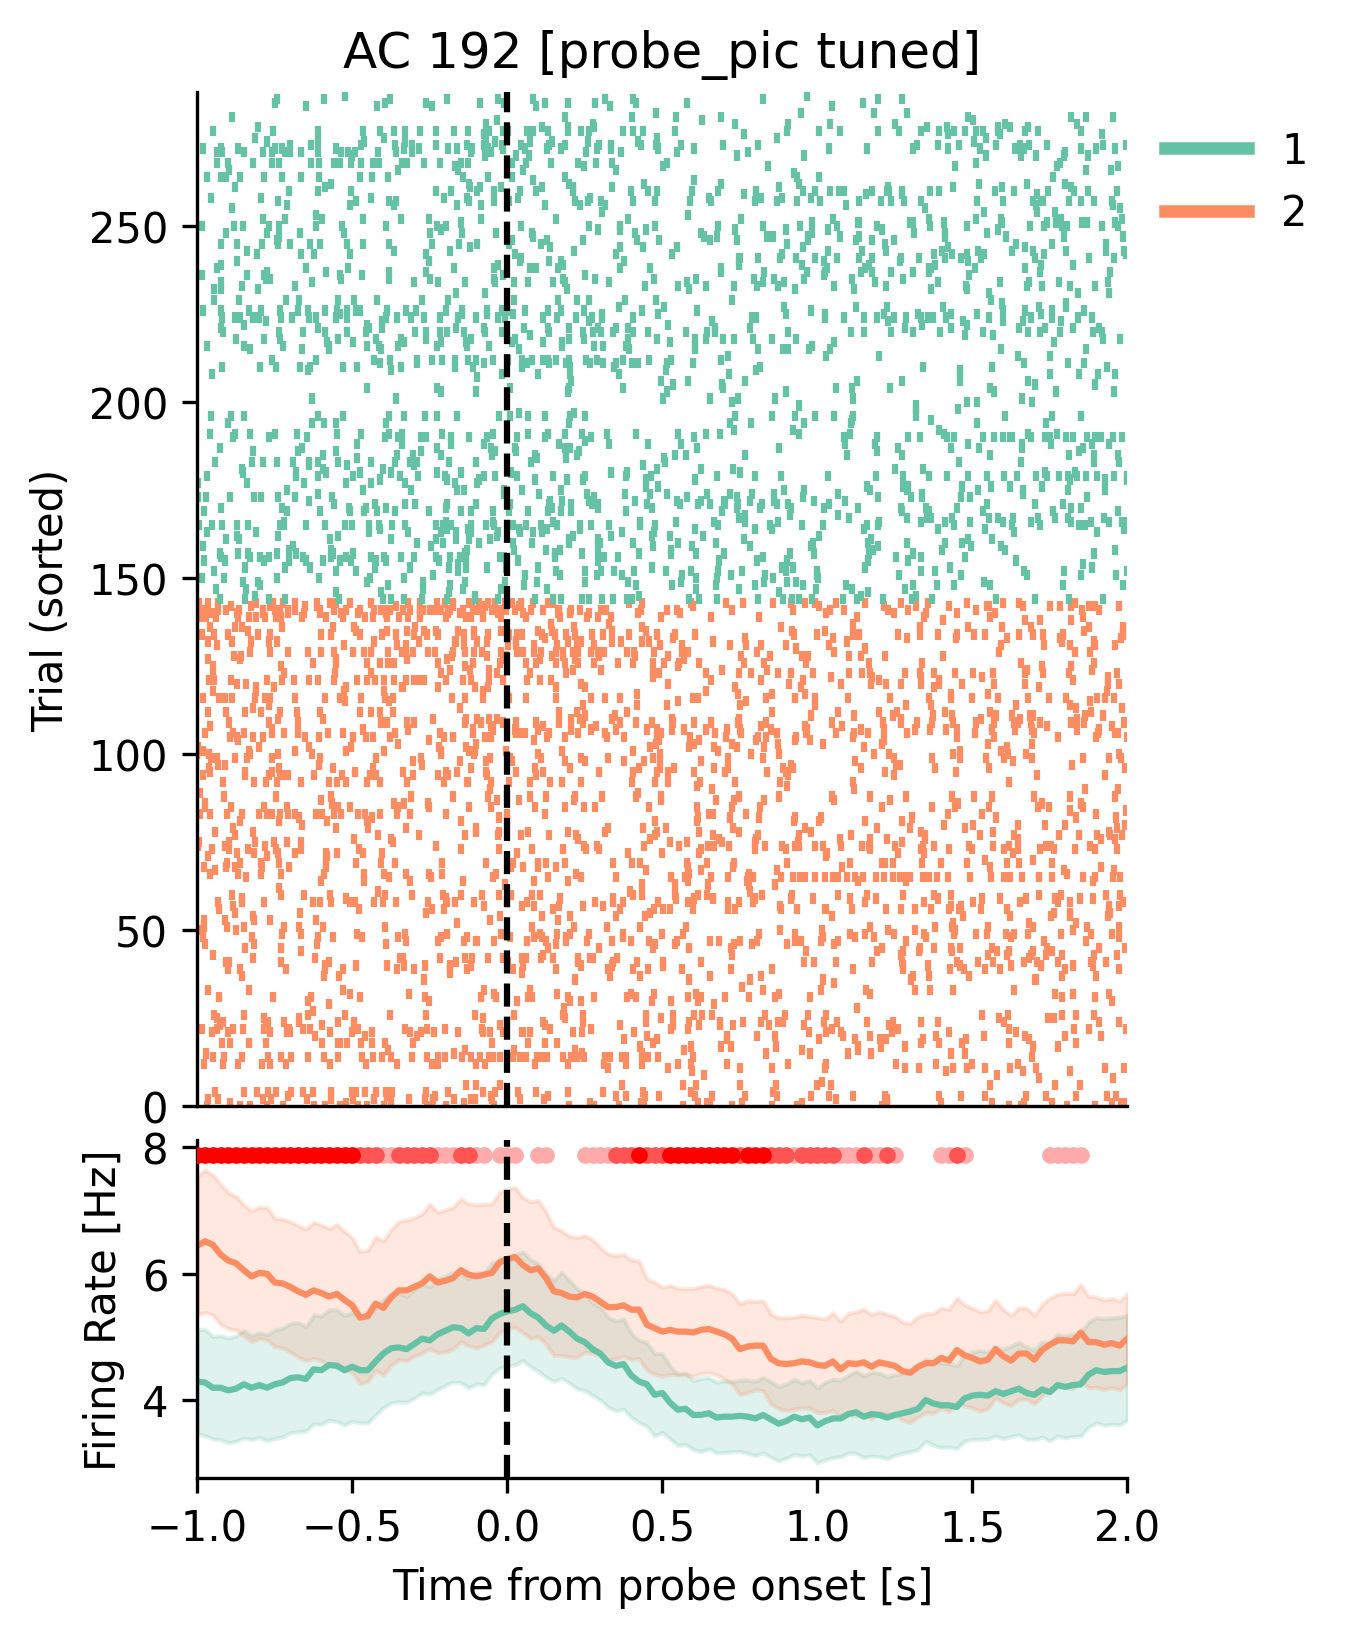 AC 192 [probe_pic tuned]
1
2
Trial (sorted)
250
200
150
100
50
0
Firing Rate [Hz]
8
6
4
−1.0 −0.5 0.0 0.5 1.0 1.5 2.0
Time from probe onset [s]